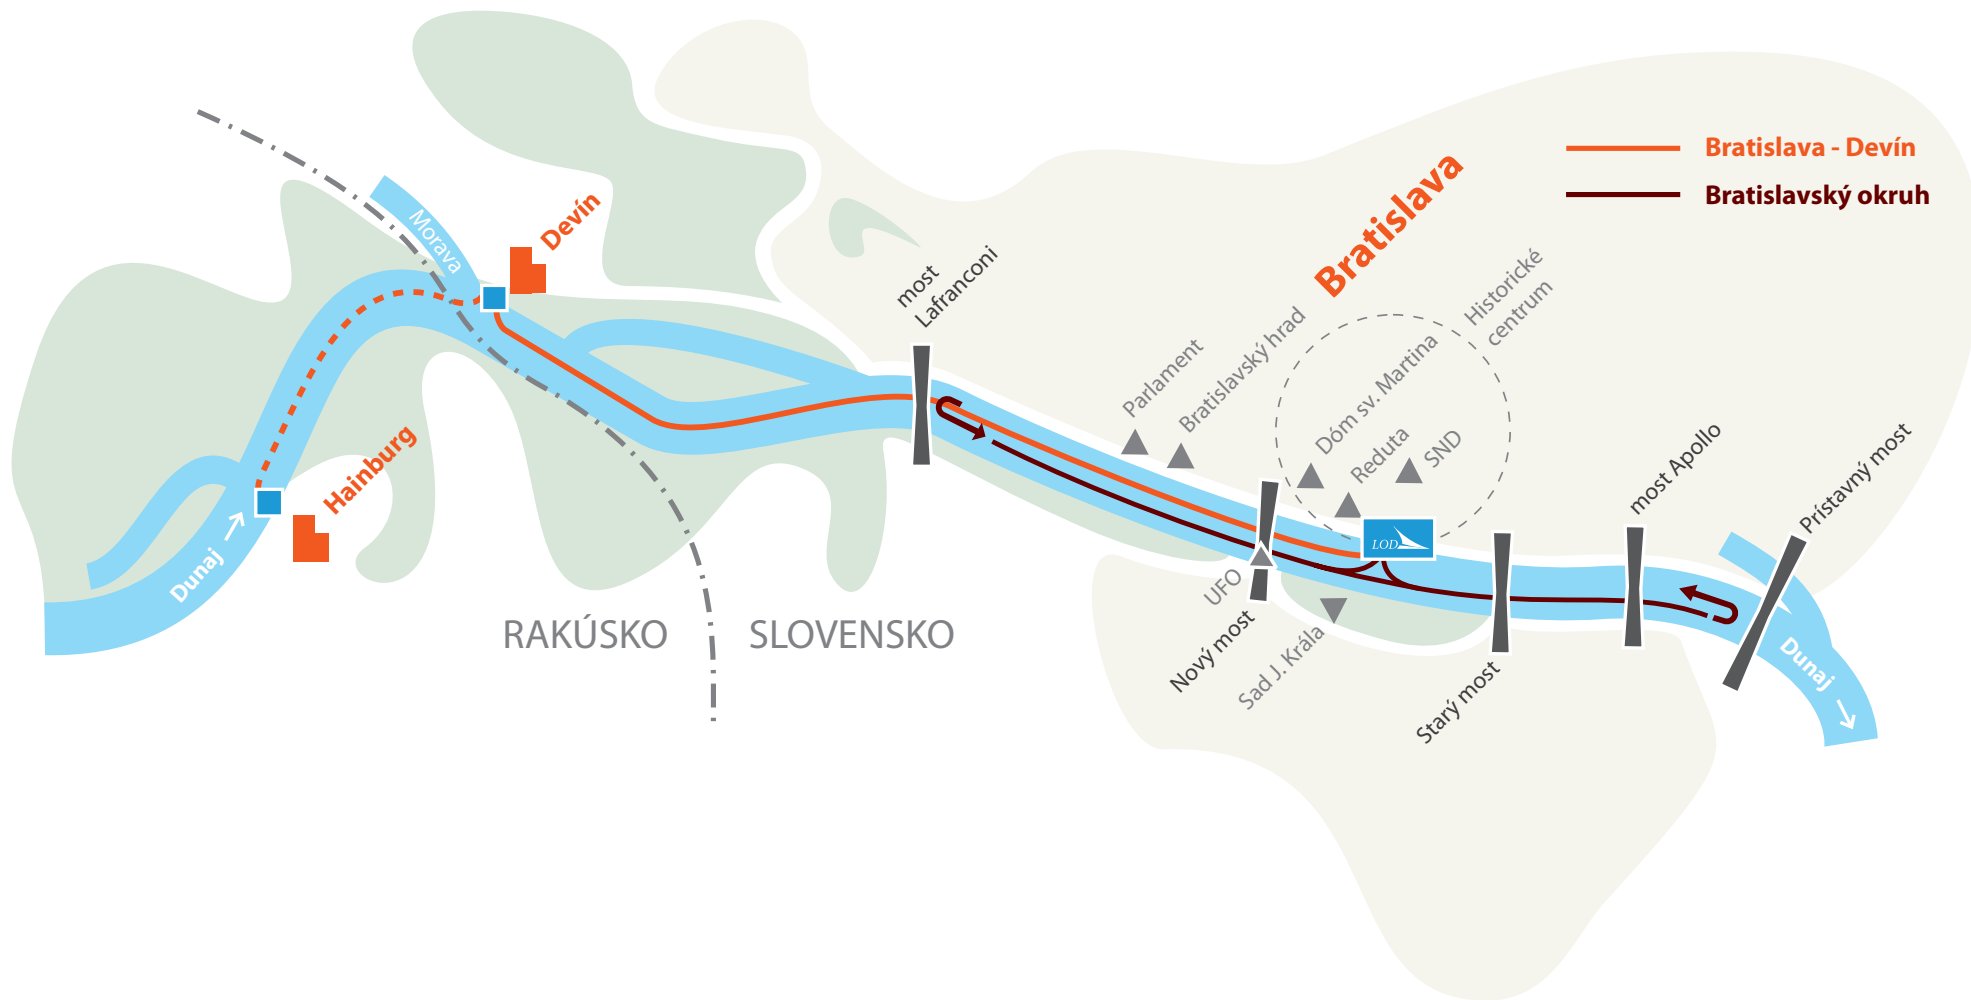 Bratislava - Devín
Bratislavský okruh
Bratislava
Morava
Devín
most
Lafranconi
Parlament
Bratislavský hrad
Historické
centrum
Dóm sv. Martina
Reduta
SND
LOD
most Apollo
Prístavný most
Hainburg
Dunaj
RAKÚSKO
SLOVENSKO
UFO
Nový most
Sad J. Krála
Starý most
Dunaj